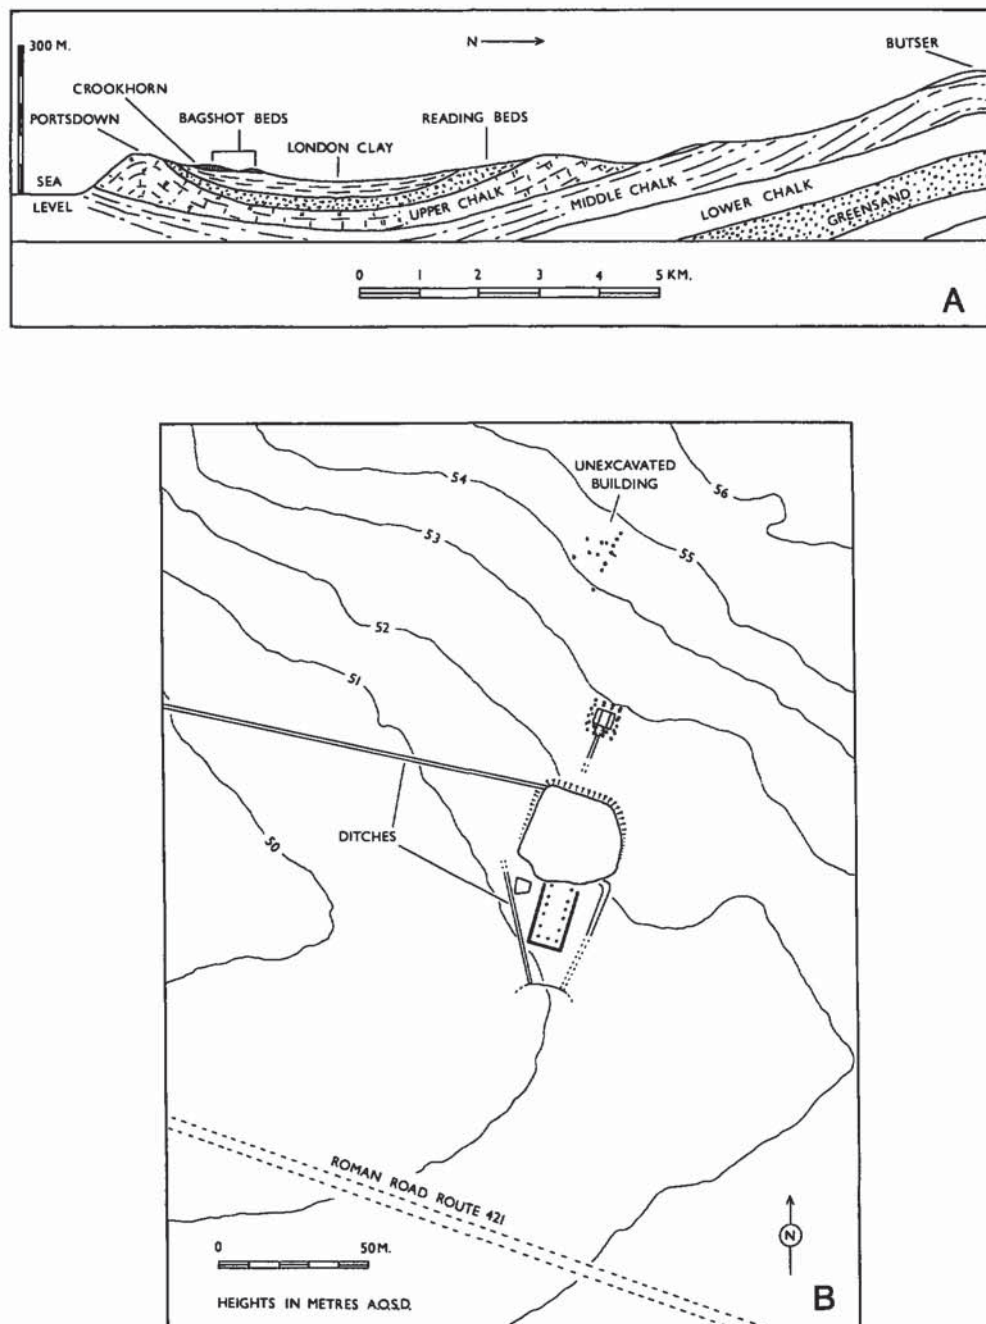 300 M.
N
BUTSER
CROOKHORN
PORTSDOWN
BAGSHOT BEDS
READING BEDS
LONDON CLAY
SEA
LEVEL
UPPER CHALK
MIDDLE CHALK
LOWER CHALK
GREENSAND
0 1 2 3 4 5 KM.
A
UNEXCAVATED
BUILDING
54
56
53
55
52
51
DITCHES
50
ROMAN ROAD ROUTE 421
0 50 M.
N
HEIGHTS IN METRES A.O.S.D.
B